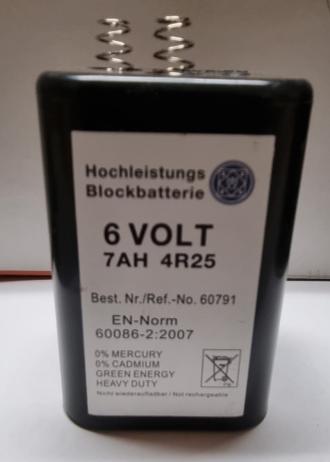 Hochleistungs
Blockbatterie
6 VOLT
7AH 4R25
Best. Nr./Ref.-No. 60791
EN-Norm
60086-2:2007
0% MERCURY
0% CADMIUM
GREEN ENERGY
HEAVY DUTY
Nicht wiederaufladbar / Not rechargeable